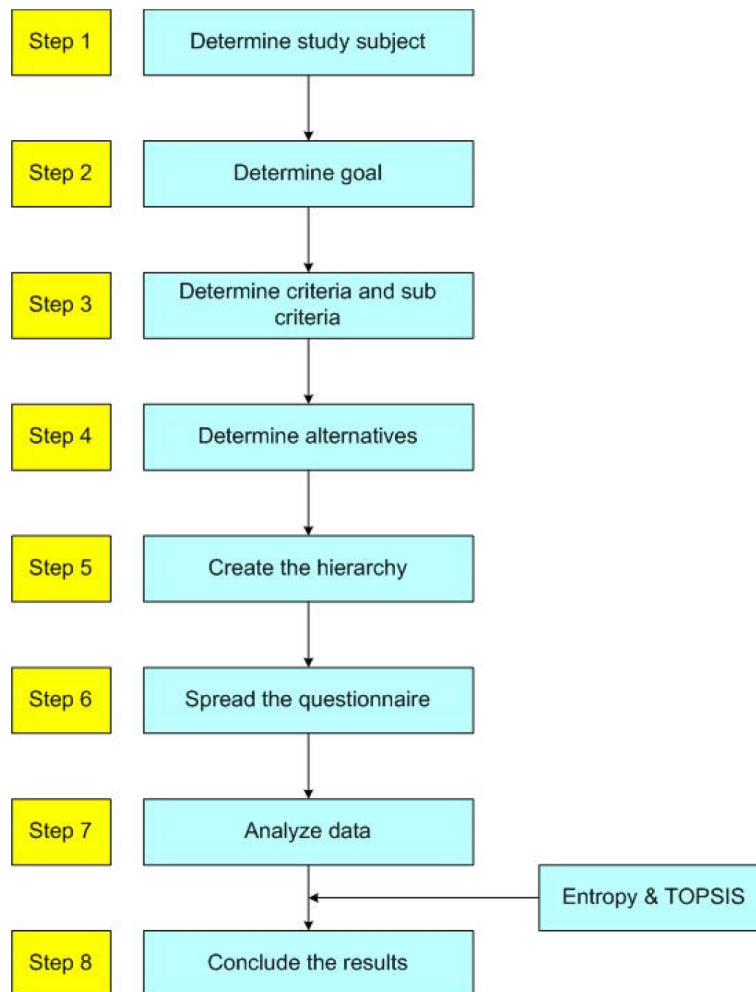 Step 1
Determine study subject
Step 2
Determine goal
Step 3
Determine criteria and sub
criteria
Step 4
Determine alternatives
Step 5
Create the hierarchy
Step 6
Spread the questionnaire
Step 7
Analyze data
Entropy & TOPSIS
Step 8
Conclude the results